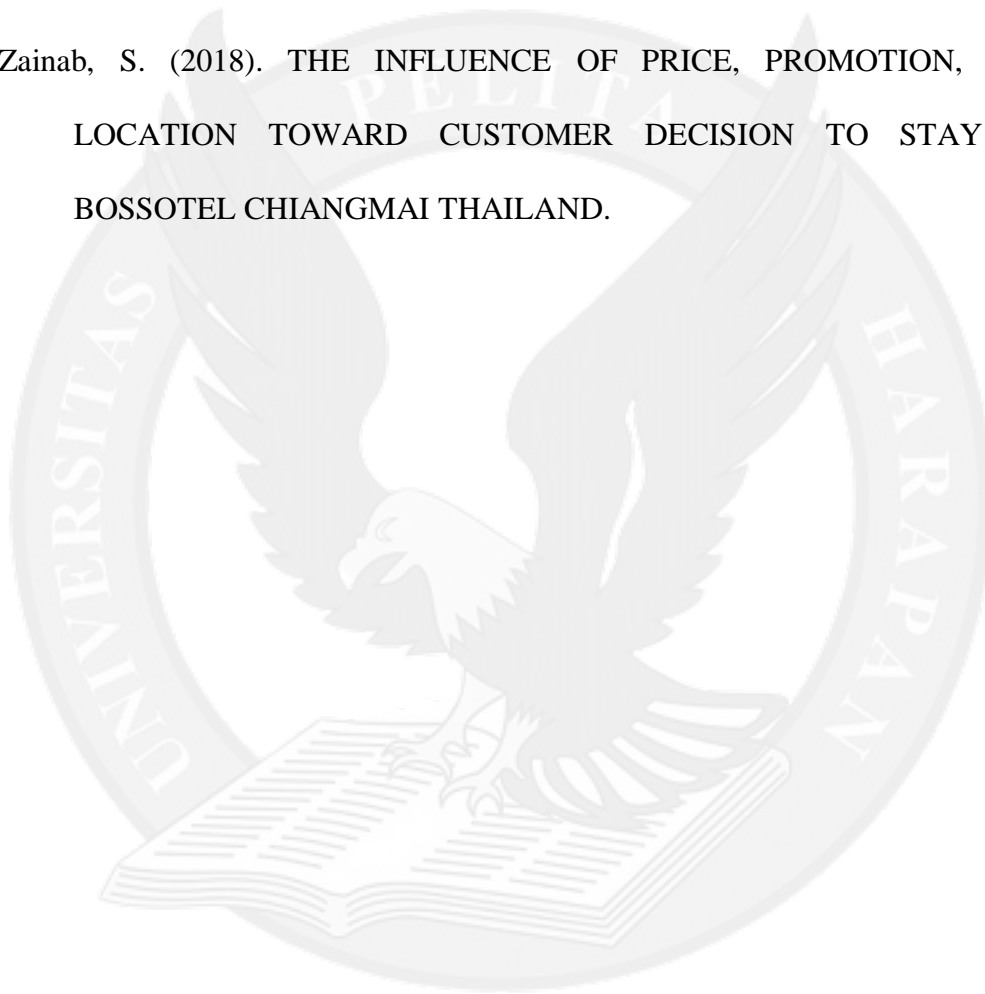 Zainab, S. (2018). THE INFLUENCE OF PRICE, PROMOTION,
LOCATION TOWARD CUSTOMER DECISION TO STAY
BOSSOTEL CHIANGMAI THAILAND.
UNIVERSITAS PELITA HARAPAN